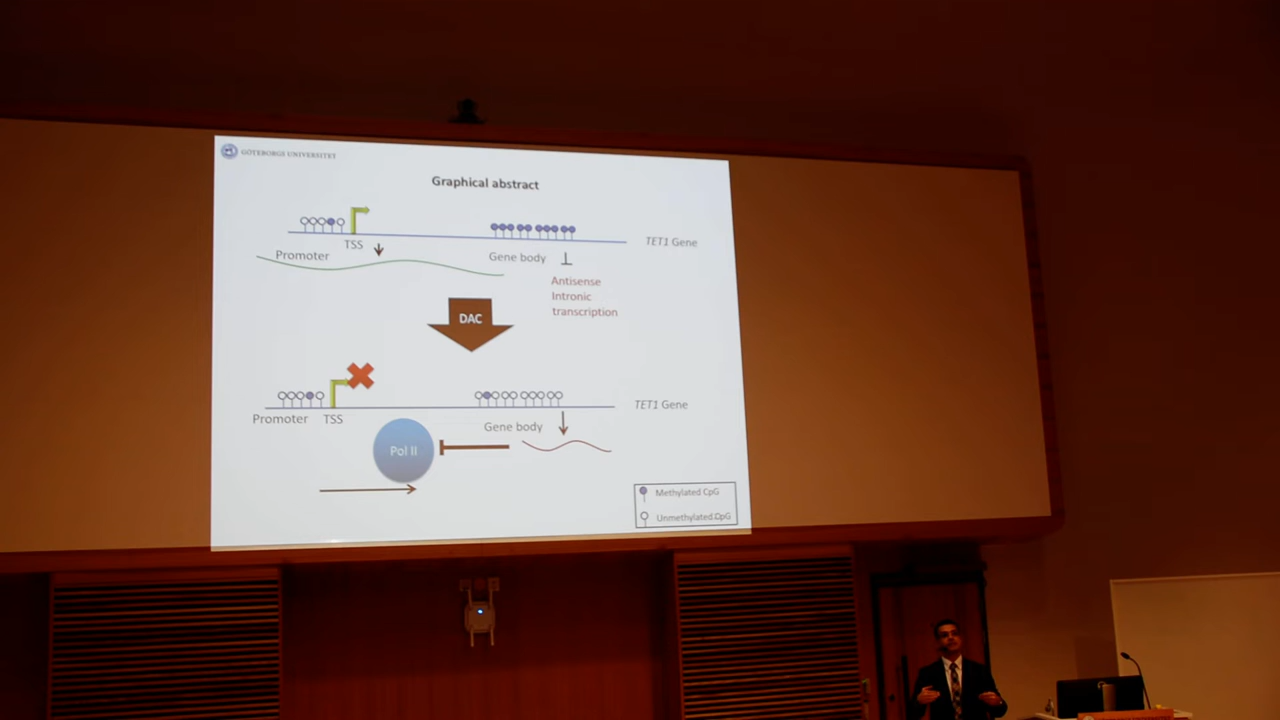 GÖTEBORGS UNIVERSITET
Graphical abstract
TSS
TET1 Gene
Promoter
Gene body
Antisense
Intronic
transcription
DAC
TET1 Gene
Promoter
TSS
Gene body
Pol II
Methylated CpG
Unmethylated CpG